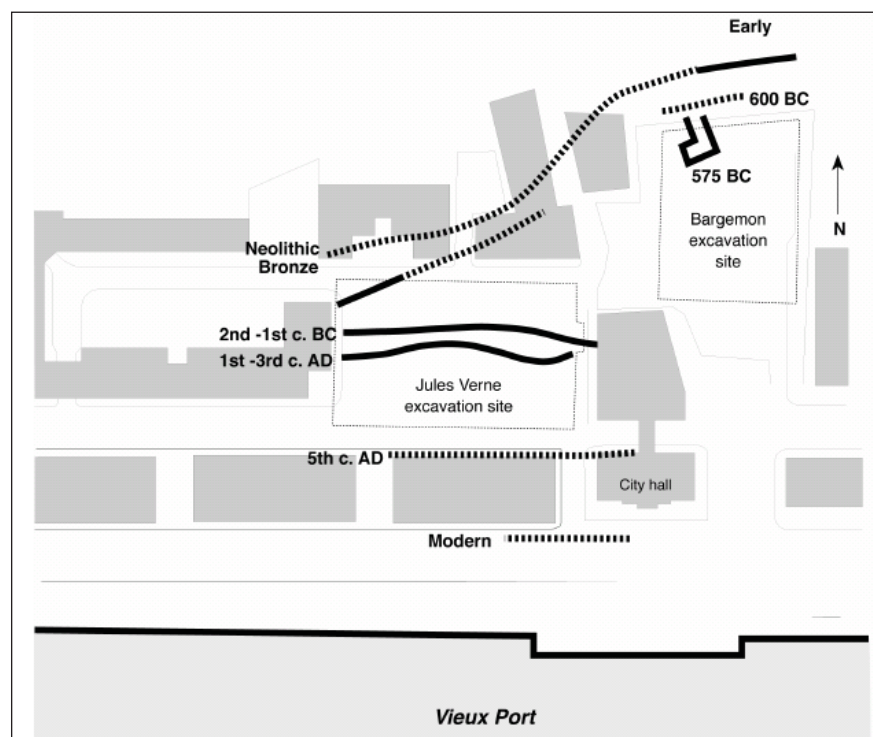 Early
600 BC
575 BC
Bargemon
excavation
site
N
Neolithic
Bronze
2nd -1st c. BC
1st -3rd c. AD
Jules Verne
excavation site
5th c. AD
City hall
Modern
Vieux Port